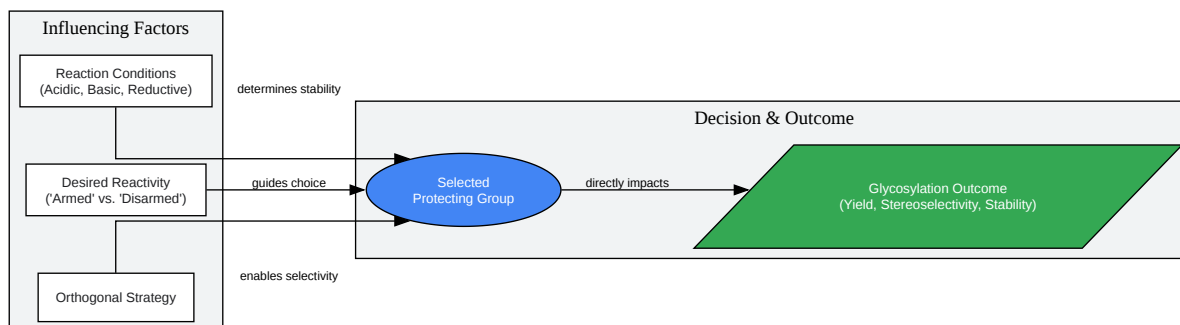 Influencing Factors
Reaction Conditions
(Acidic, Basic, Reductive)
determines stability
Decision & Outcome
Desired Reactivity
('Armed' vs. 'Disarmed')
guides choice
Selected
Protecting Group
directly impacts
Glycosylation Outcome
(Yield, Stereoselectivity, Stability)
enables selectivity
Orthogonal Strategy